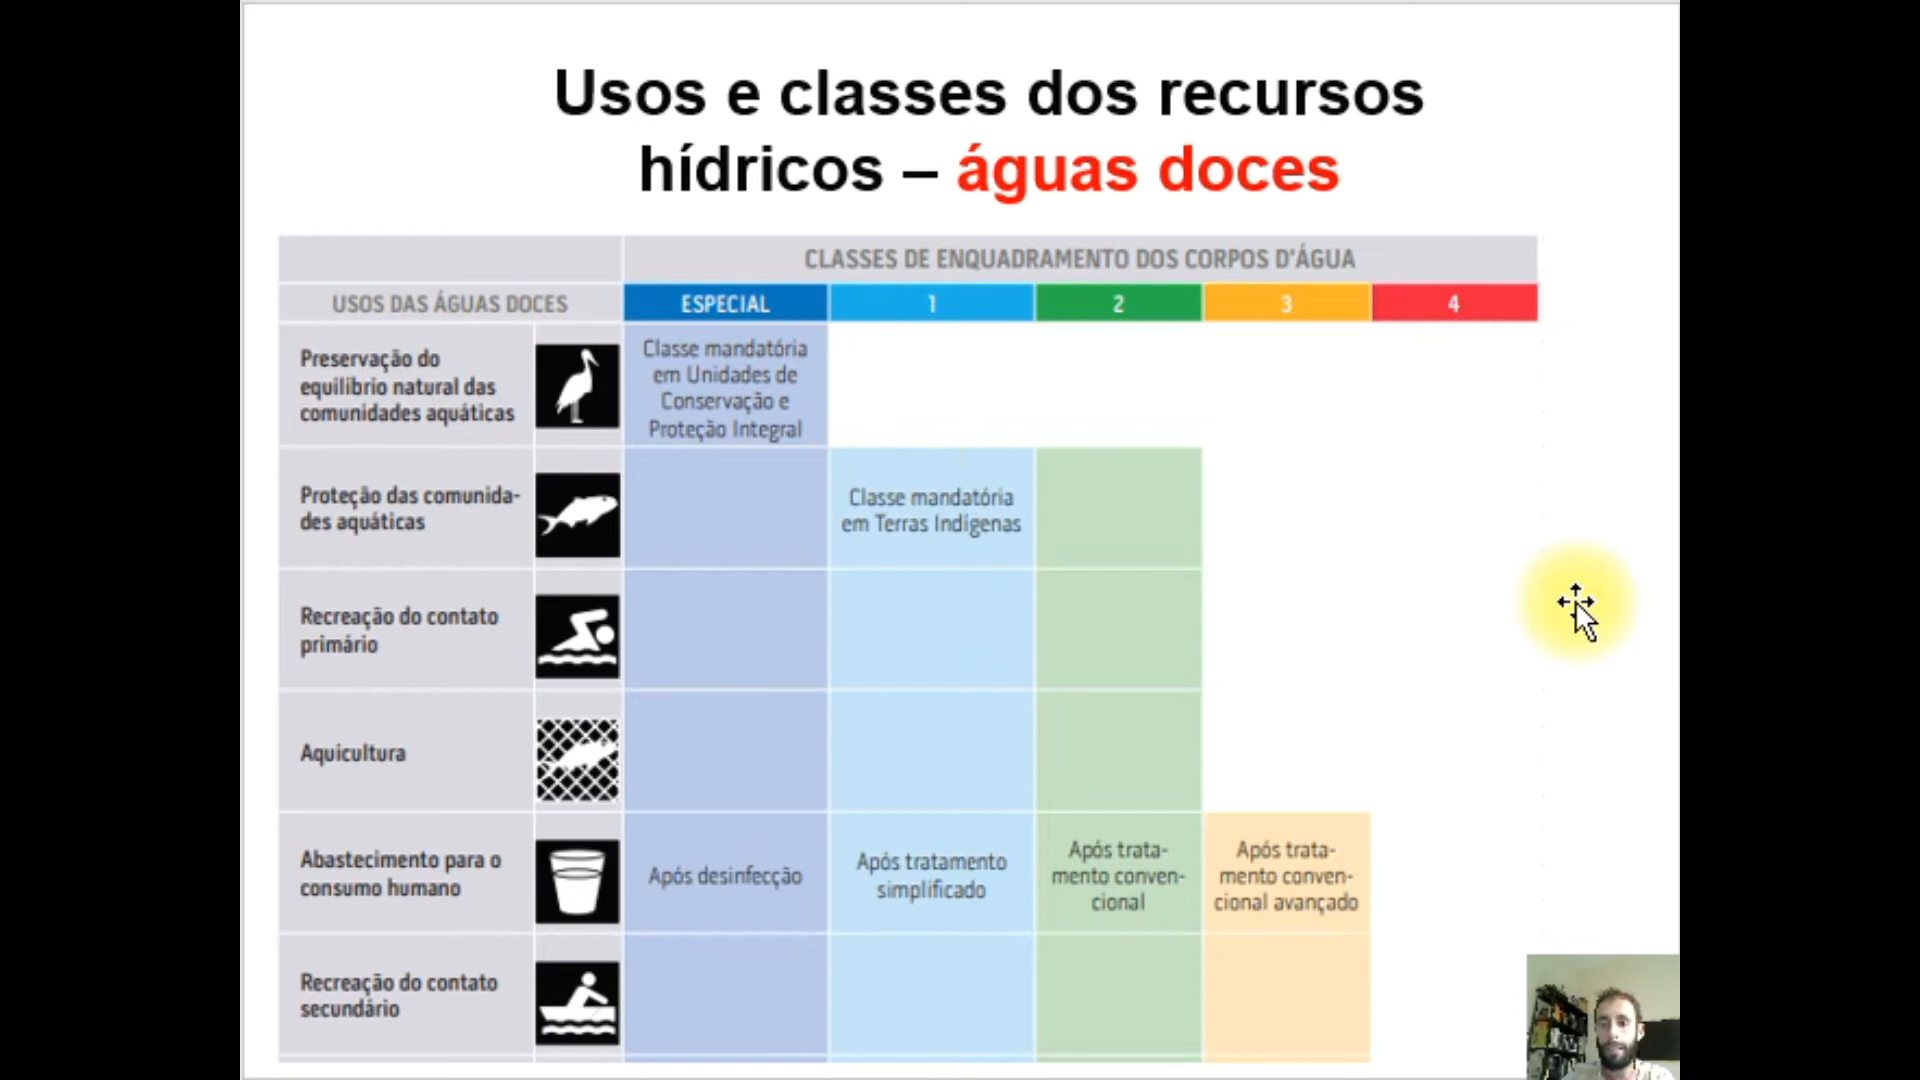 Usos e classes dos recursos
hídricos – águas doces
CLASSES DE ENQUADRAMENTO DOS CORPOS D'ÁGUA
USOS DAS ÁGUAS DOCES
ESPECIAL
1
2
3
4
Preservação do
equilíbrio natural das
comunidades aquáticas
Classe mandatória
em Unidades de
Conservação e
Proteção Integral
Proteção das comunida-
des aquáticas
Classe mandatória
em Terras Indígenas
Recreação do contato
primário
Aquicultura
Abastecimento para o
consumo humano
Após desinfecção
Após tratamento
simplificado
Após trata-
mento conven-
cional
Após trata-
mento conven-
cional avançado
Recreação do contato
secundário